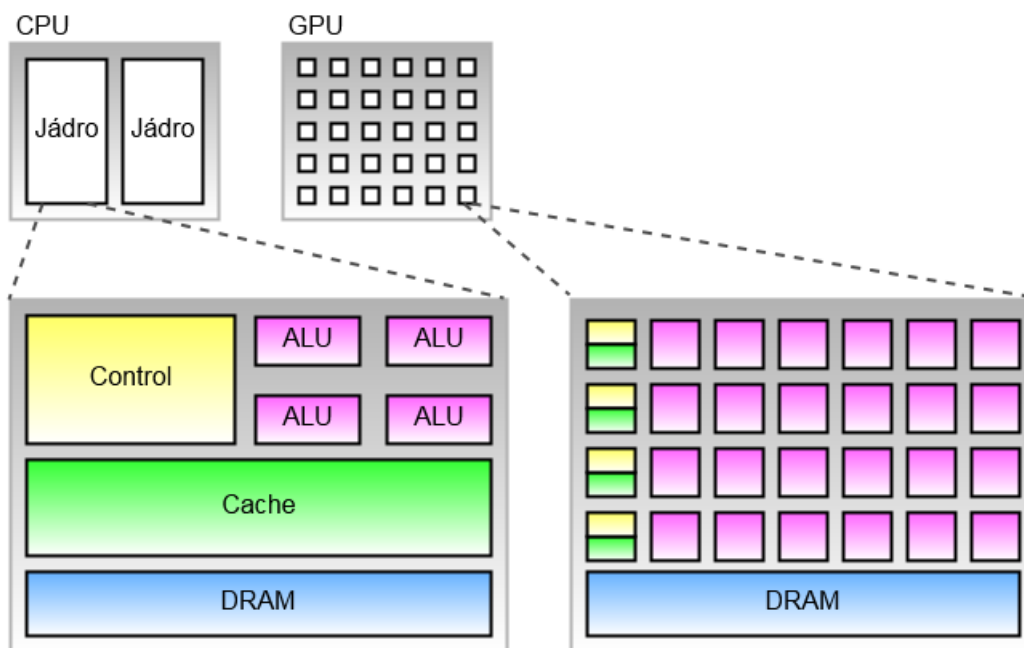 CPU
GPU
Jádro
Jádro
Control
ALU
ALU
ALU
ALU
Cache
DRAM
DRAM